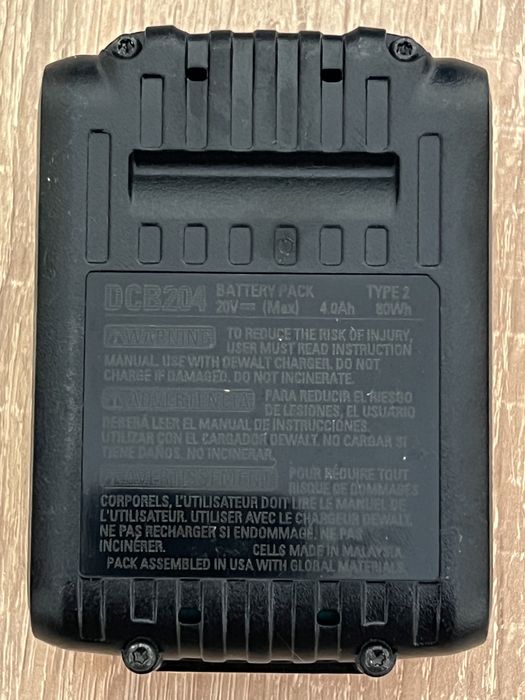 DCB204 BATTERY PACK TYPE 2
20V⎓ (Max) 4.0Ah 80Wh
⚠WARNING TO REDUCE THE RISK OF INJURY,
USER MUST READ INSTRUCTION
MANUAL. USE WITH DEWALT CHARGER. DO NOT
CHARGE IF DAMAGED. DO NOT INCINERATE.
⚠ADVERTENCIA PARA REDUCIR EL RIESGO
DE LESIONES, EL USUARIO
DEBERÁ LEER EL MANUAL DE INSTRUCCIONES.
UTILIZAR CON EL CARGADOR DEWALT. NO CARGAR SI
TIENE DAÑOS. NO INCINERAR.
⚠AVERTISSEMENT POUR RÉDUIRE TOUT
RISQUE DE DOMMAGES
CORPORELS, L'UTILISATEUR DOIT LIRE LE MANUEL DE
L'UTILISATEUR. UTILISER AVEC LE CHARGEUR DEWALT.
NE PAS RECHARGER SI ENDOMMAGÉ. NE PAS
INCINÉRER. CELLS MADE IN MALAYSIA
PACK ASSEMBLED IN USA WITH GLOBAL MATERIALS.